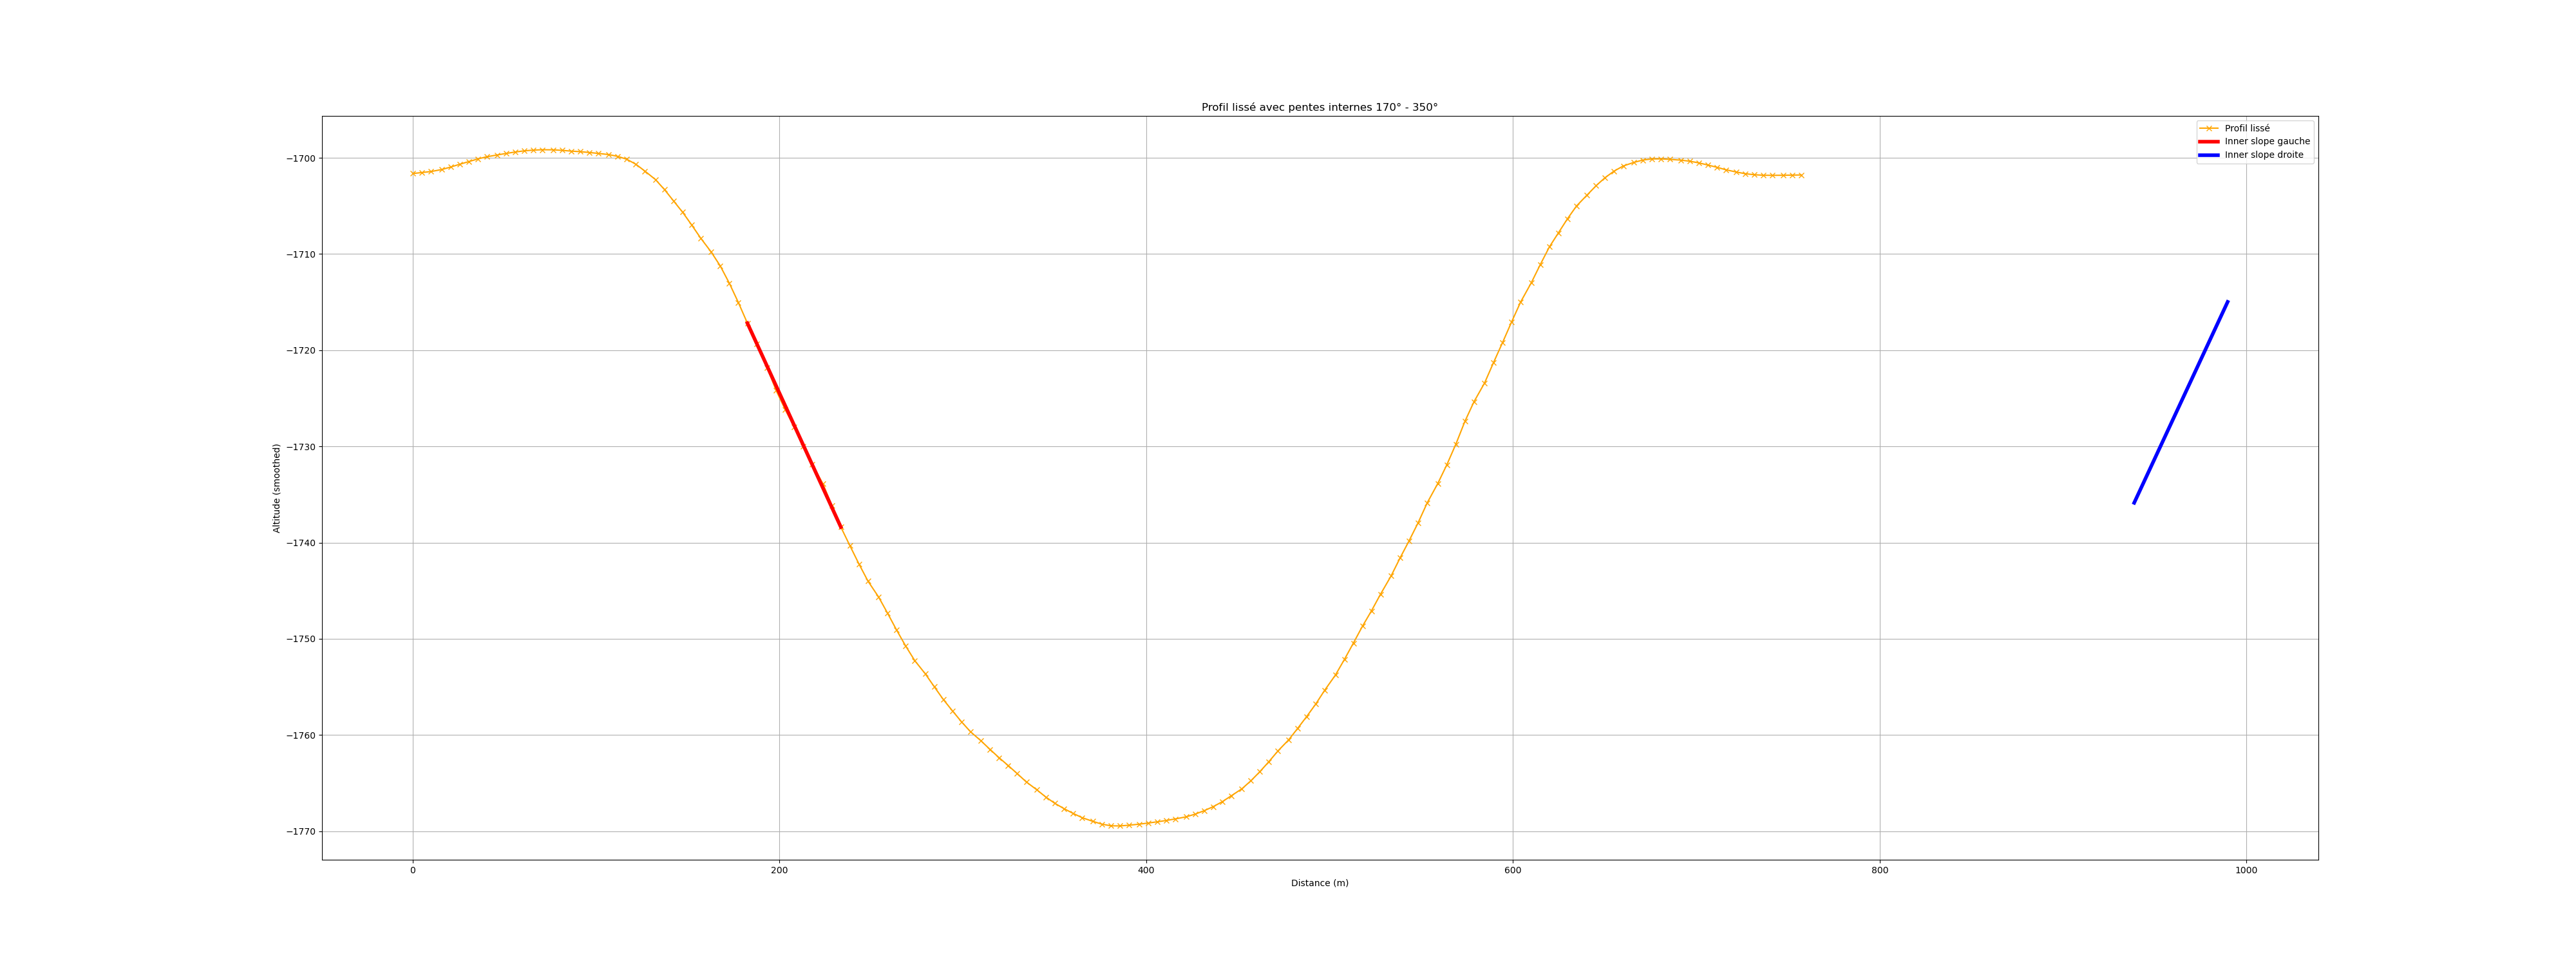 Profil lissé avec pentes internes 170° - 350°
Profil lissé
Inner slope gauche
Inner slope droite
Altitude (smoothed)
−1700
−1710
−1720
−1730
−1740
−1750
−1760
−1770
0
200
400
600
800
1000
Distance (m)